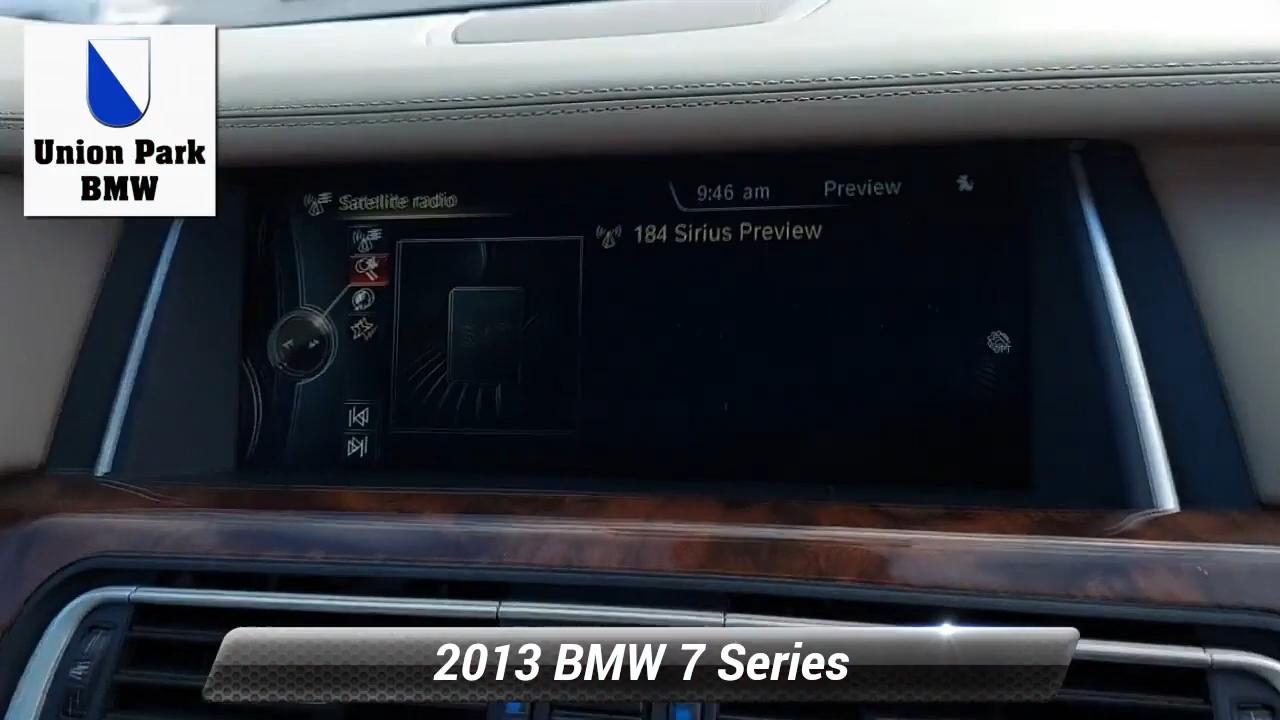 Union Park
BMW
Satellite radio
9:46 am
Preview
184 Sirius Preview
2013 BMW 7 Series